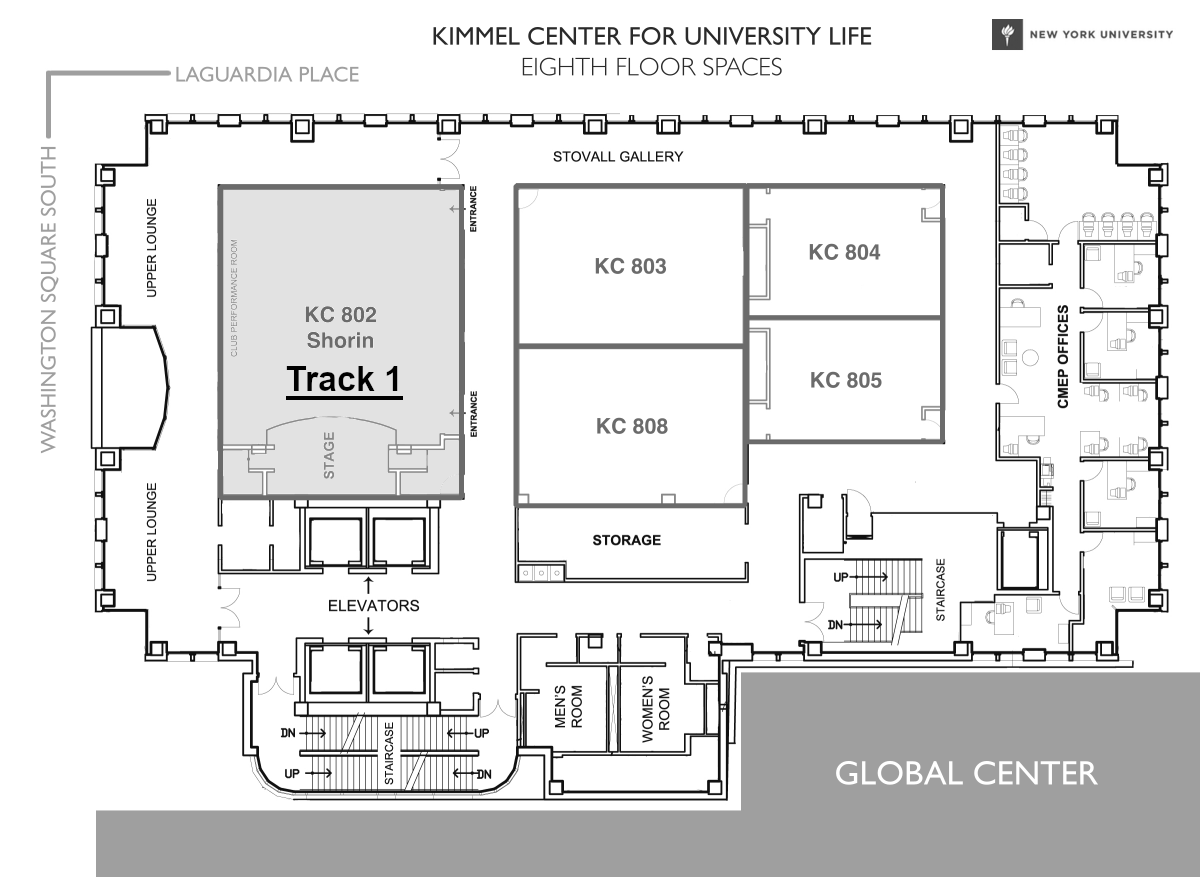 KIMMEL CENTER FOR UNIVERSITY LIFE
EIGHTH FLOOR SPACES
NEW YORK UNIVERSITY
LAGUARDIA PLACE
WASHINGTON SQUARE SOUTH
STOVALL GALLERY
UPPER LOUNGE
CLUB PERFORMANCE ROOM
ENTRANCE
KC 802
Shorin
Track 1
ENTRANCE
STAGE
KC 803
KC 804
KC 805
KC 808
CMEP OFFICES
UPPER LOUNGE
STORAGE
ELEVATORS
UP
DN
STAIRCASE
MEN'S
ROOM
WOMEN'S
ROOM
DN
UP
STAIRCASE
UP
DN
GLOBAL CENTER